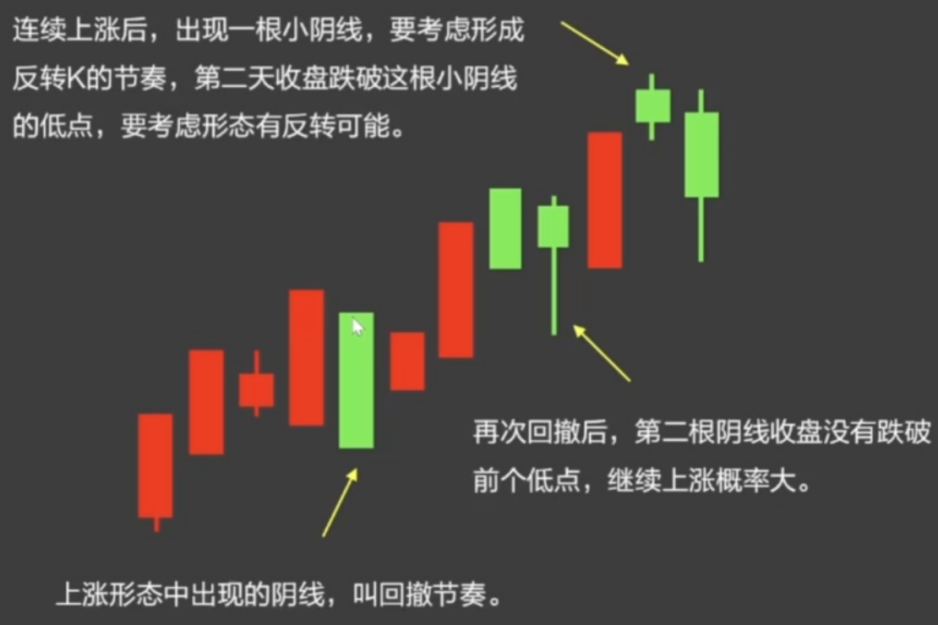 连续上涨后，出现一根小阴线，要考虑形成
反转K的节奏，第二天收盘跌破这根小阴线
的低点，要考虑形态有反转可能。
再次回撤后，第二根阴线收盘没有跌破
前个低点，继续上涨概率大。
上涨形态中出现的阴线，叫回撤节奏。